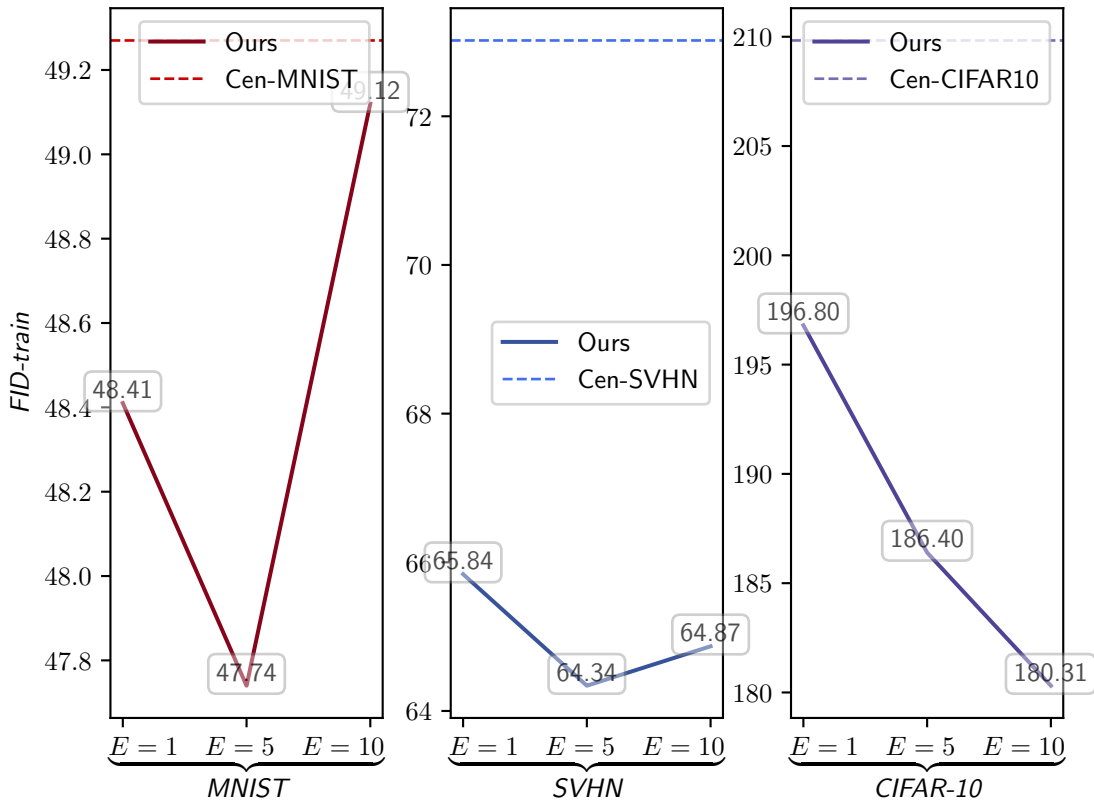 FID-train
49.2
49.0
48.8
48.6
48.4
48.2
48.0
47.8
Ours
Cen-MNIST
49.12
48.41
47.74
E = 1 E = 5 E = 10
MNIST
72
70
68
66
64
Ours
Cen-SVHN
65.84
64.34
64.87
E = 1 E = 5 E = 10
SVHN
210
205
200
195
190
185
180
Ours
Cen-CIFAR10
196.80
186.40
180.31
E = 1 E = 5 E = 10
CIFAR-10